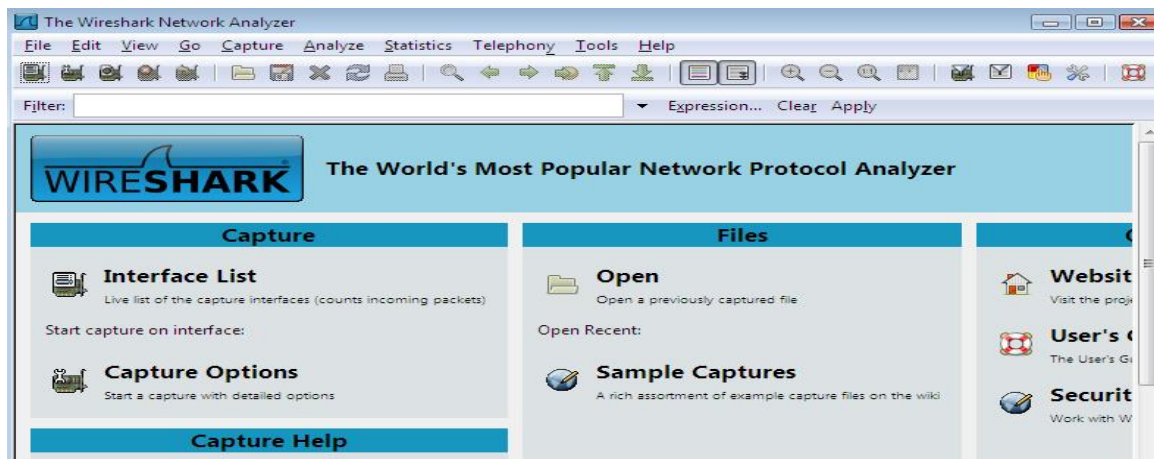 The Wireshark Network Analyzer
File Edit View Go Capture Analyze Statistics Telephony Tools Help
Filter: Expression... Clear Apply
WIRESHARK The World's Most Popular Network Protocol Analyzer
Capture
Interface List
Live list of the capture interfaces (counts incoming packets)
Start capture on interface:
Capture Options
Start a capture with detailed options
Capture Help
Files
Open
Open a previously captured file
Open Recent:
Sample Captures
A rich assortment of example capture files on the wiki
Websit
Visit the proje
User's
The User's Gu
Securit
Work with W